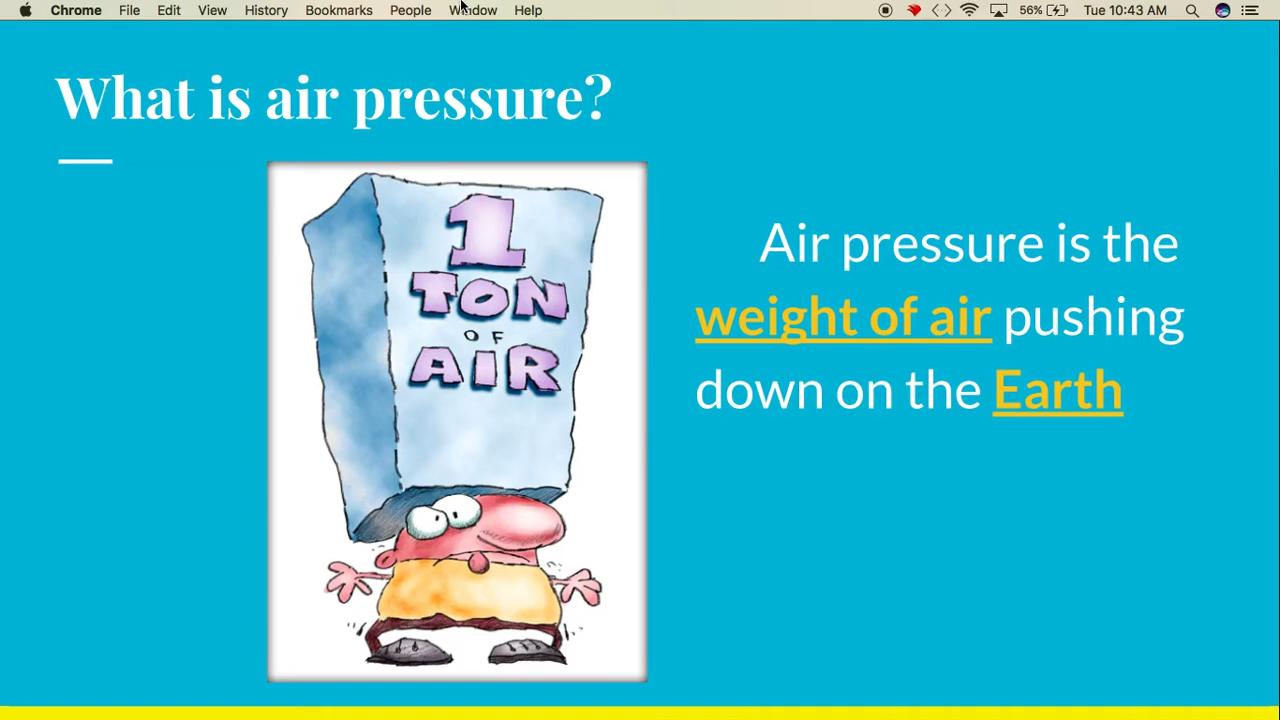 Chrome File Edit View History Bookmarks People Window Help 56% Tue 10:43 AM
What is air pressure?
1
TON
OF
AIR
Air pressure is the
weight of air pushing
down on the Earth